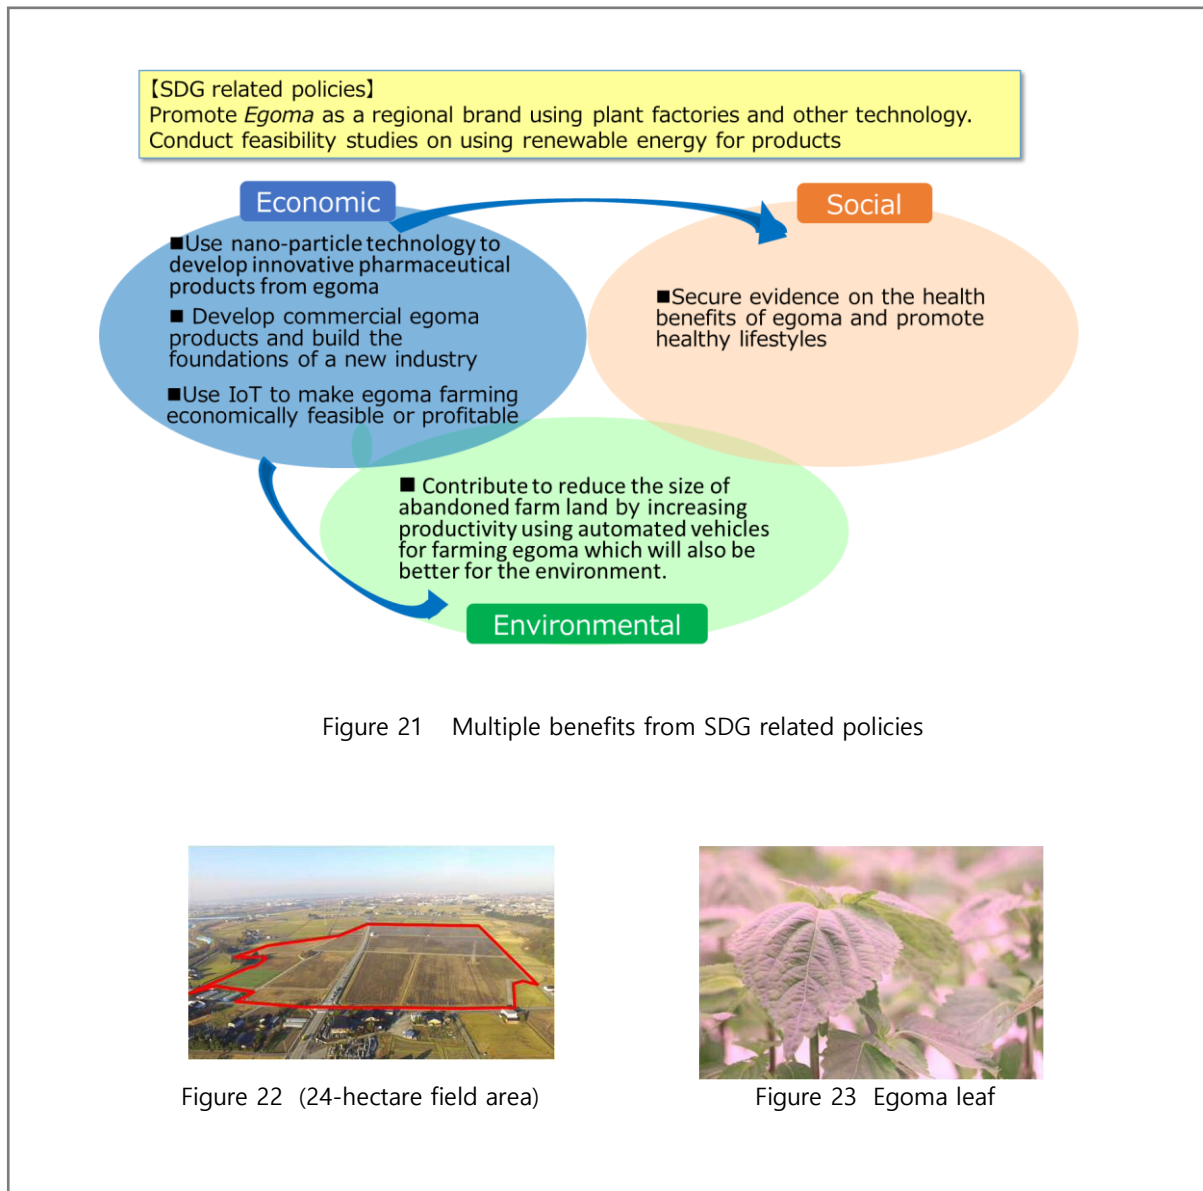 【SDG related policies】
Promote Egoma as a regional brand using plant factories and other technology.
Conduct feasibility studies on using renewable energy for products
Economic
■Use nano-particle technology to
develop innovative pharmaceutical
products from egoma
■ Develop commercial egoma
products and build the
foundations of a new industry
■Use IoT to make egoma farming
economically feasible or profitable
Social
■Secure evidence on the health
benefits of egoma and promote
healthy lifestyles
■ Contribute to reduce the size of
abandoned farm land by increasing
productivity using automated vehicles
for farming egoma which will also be
better for the environment.
Environmental
Figure 21 Multiple benefits from SDG related policies
Figure 22 (24-hectare field area)
Figure 23 Egoma leaf